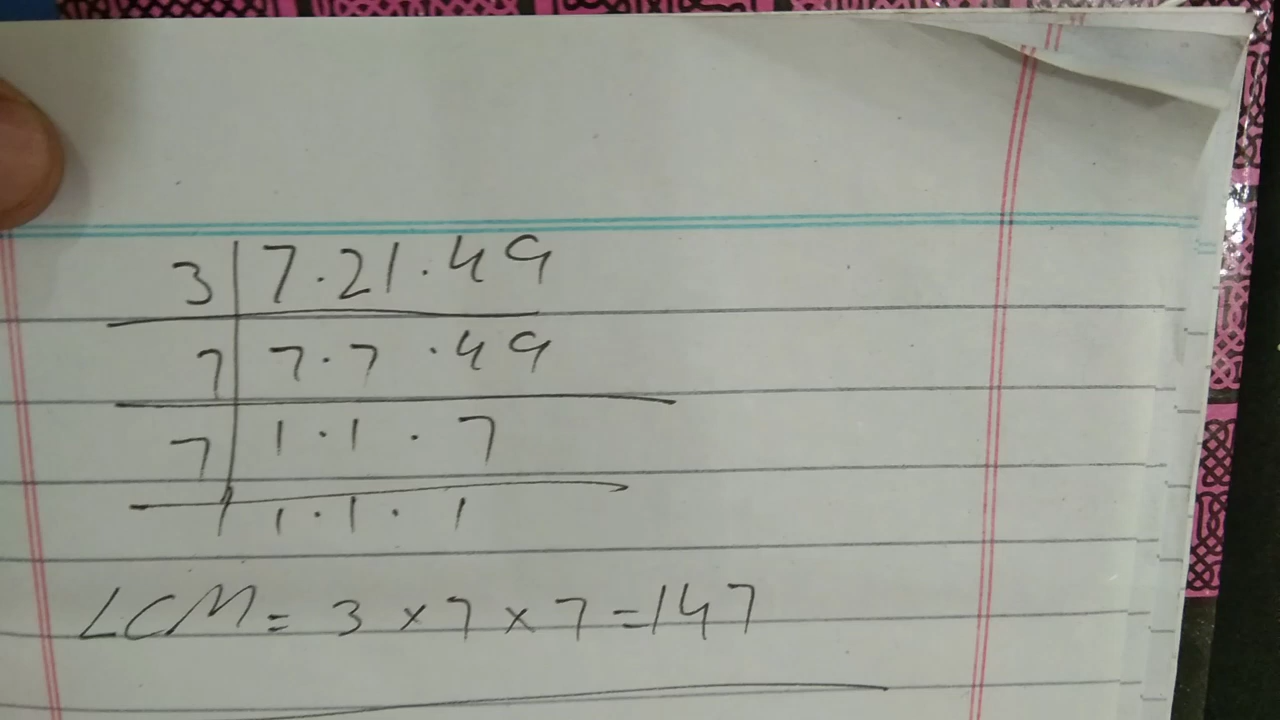 3 | 7.21.49
7 | 7.7.49
7 | 1.1.7
1.1.1
LCM = 3 × 7 × 7 = 147